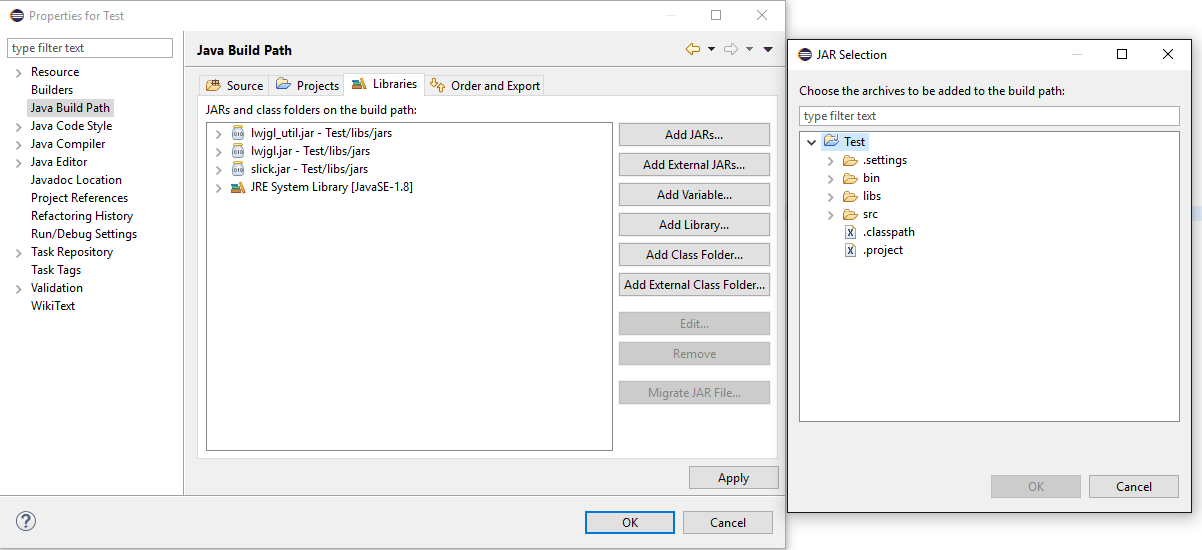 Properties for Test
type filter text
Resource
Builders
Java Build Path
Java Code Style
Java Compiler
Java Editor
Javadoc Location
Project References
Refactoring History
Run/Debug Settings
Task Repository
Task Tags
Validation
WikiText
Java Build Path
Source Projects Libraries Order and Export
JARs and class folders on the build path:
lwjgl_util.jar - Test/libs/jars
lwjgl.jar - Test/libs/jars
slick.jar - Test/libs/jars
JRE System Library [JavaSE-1.8]
Add JARs...
Add External JARs...
Add Variable...
Add Library...
Add Class Folder...
Add External Class Folder...
Edit...
Remove
Migrate JAR File...
Apply
OK Cancel
JAR Selection
Choose the archives to be added to the build path:
type filter text
Test
.settings
bin
libs
src
.classpath
.project
OK Cancel